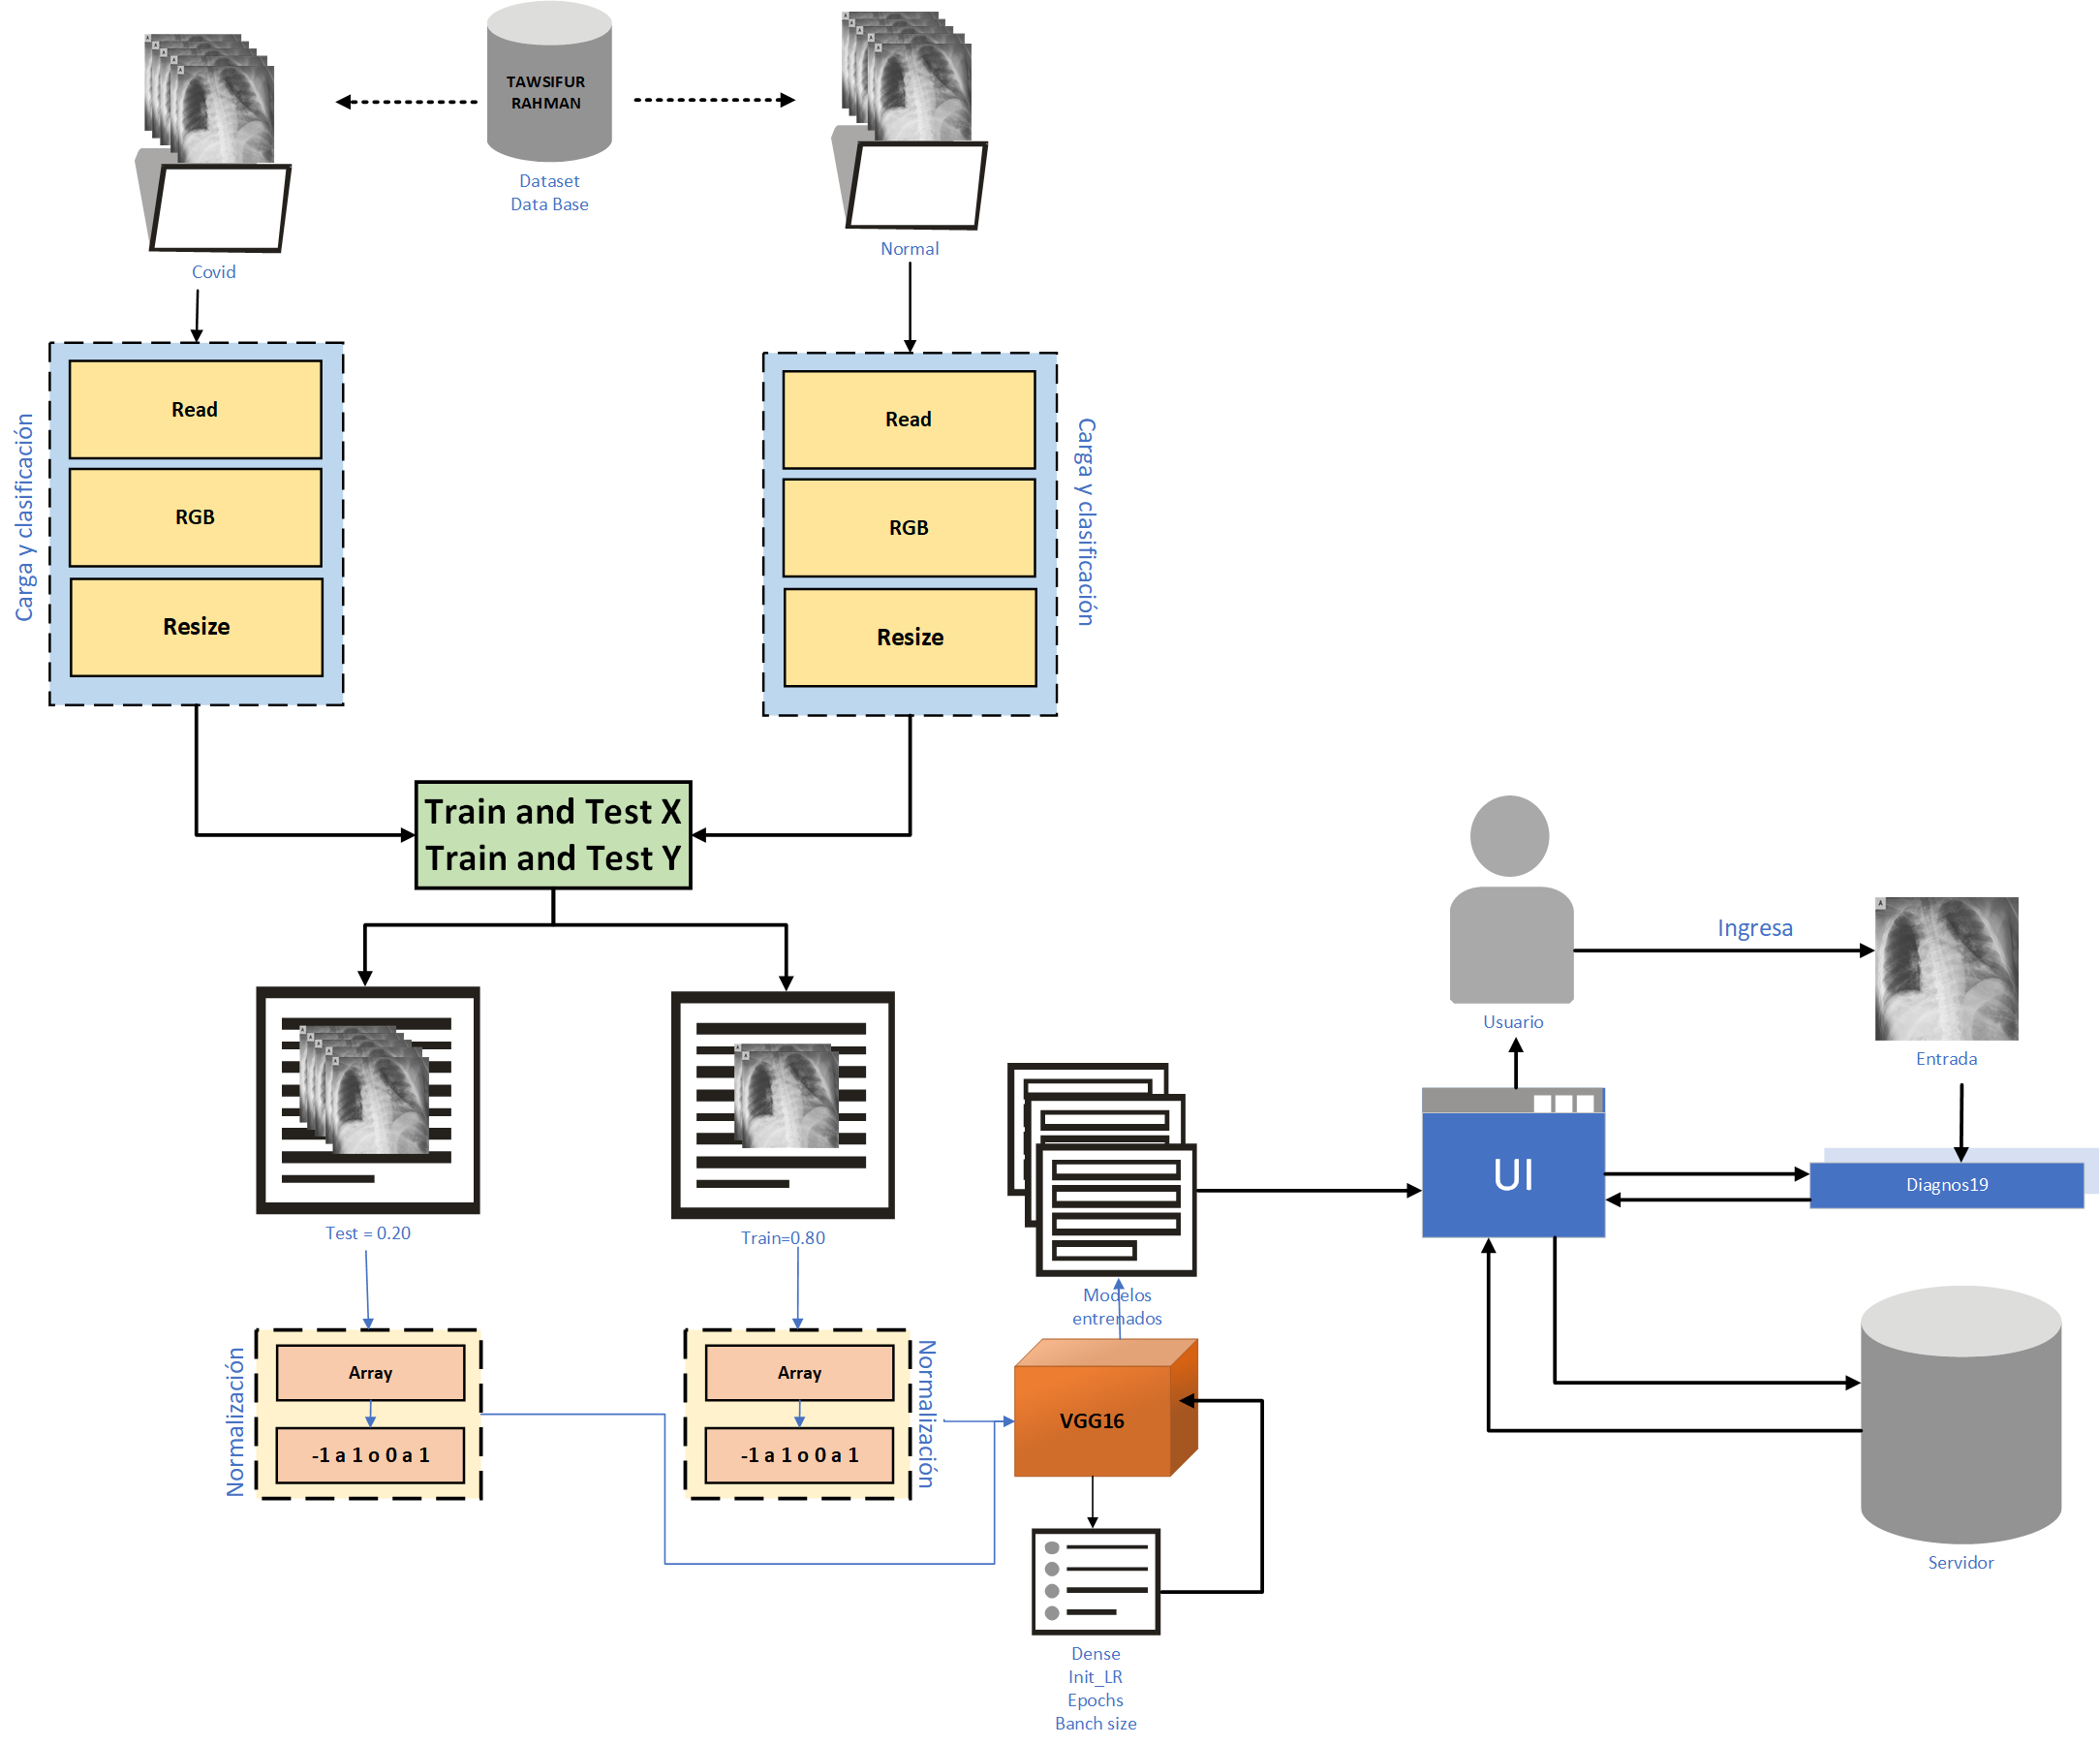 TAWSIFUR
RAHMAN
Dataset
Data Base
Covid
Normal
Carga y clasificación
Read
RGB
Resize
Read
RGB
Resize
Carga y clasificación
Train and Test X
Train and Test Y
Test = 0.20
Train=0.80
Normalización
Array
-1 a 1 o 0 a 1
Array
-1 a 1 o 0 a 1
Normalización
Modelos
entrenados
VGG16
Dense
Init_LR
Epochs
Banch size
Usuario
Ingresa
A
Entrada
UI
Diagnos19
Servidor